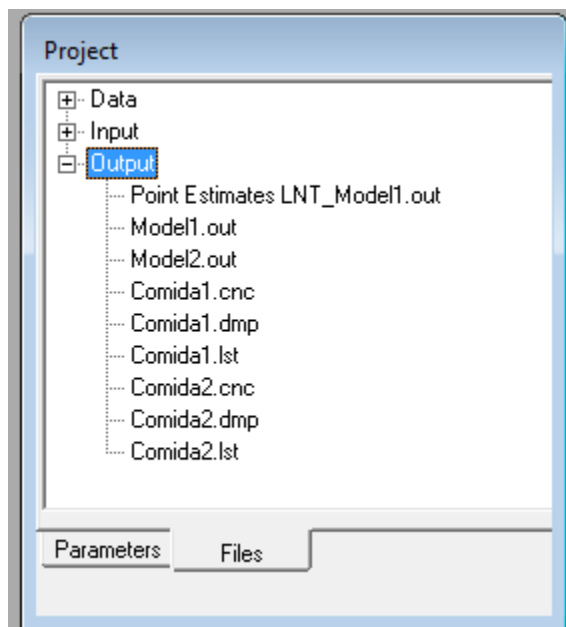 Project
Data
Input
Output
Point Estimates LNT_Model1.out
Model1.out
Model2.out
Comida1.cnc
Comida1.dmp
Comida1.lst
Comida2.cnc
Comida2.dmp
Comida2.lst
Parameters Files